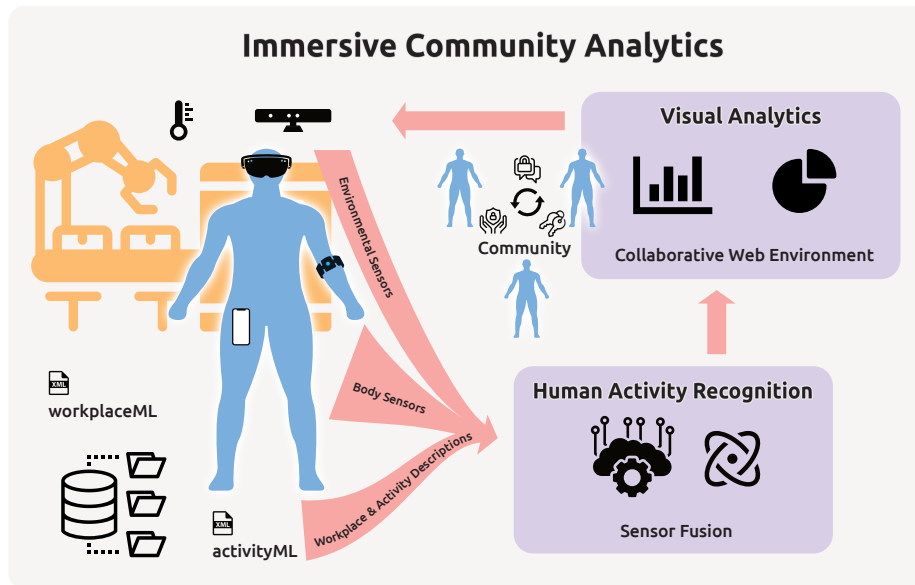 Immersive Community Analytics
Visual Analytics
Environmental Sensors
Community
Collaborative Web Environment
Body Sensors
Human Activity Recognition
XML
workplaceML
Workplace & Activity Descriptions
XML
activityML
Sensor Fusion